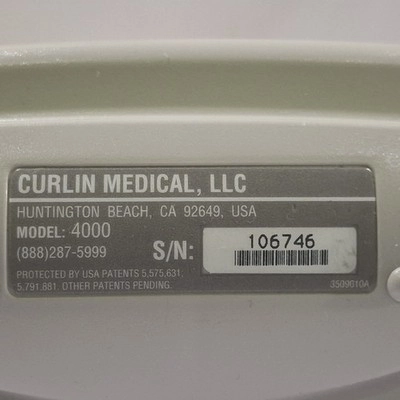 CURLIN MEDICAL, LLC
HUNTINGTON BEACH, CA 92649, USA
MODEL: 4000
(888)287-5999 S/N: 106746
PROTECTED BY USA PATENTS 5,575,631,
5,791,881. OTHER PATENTS PENDING. 3509010A